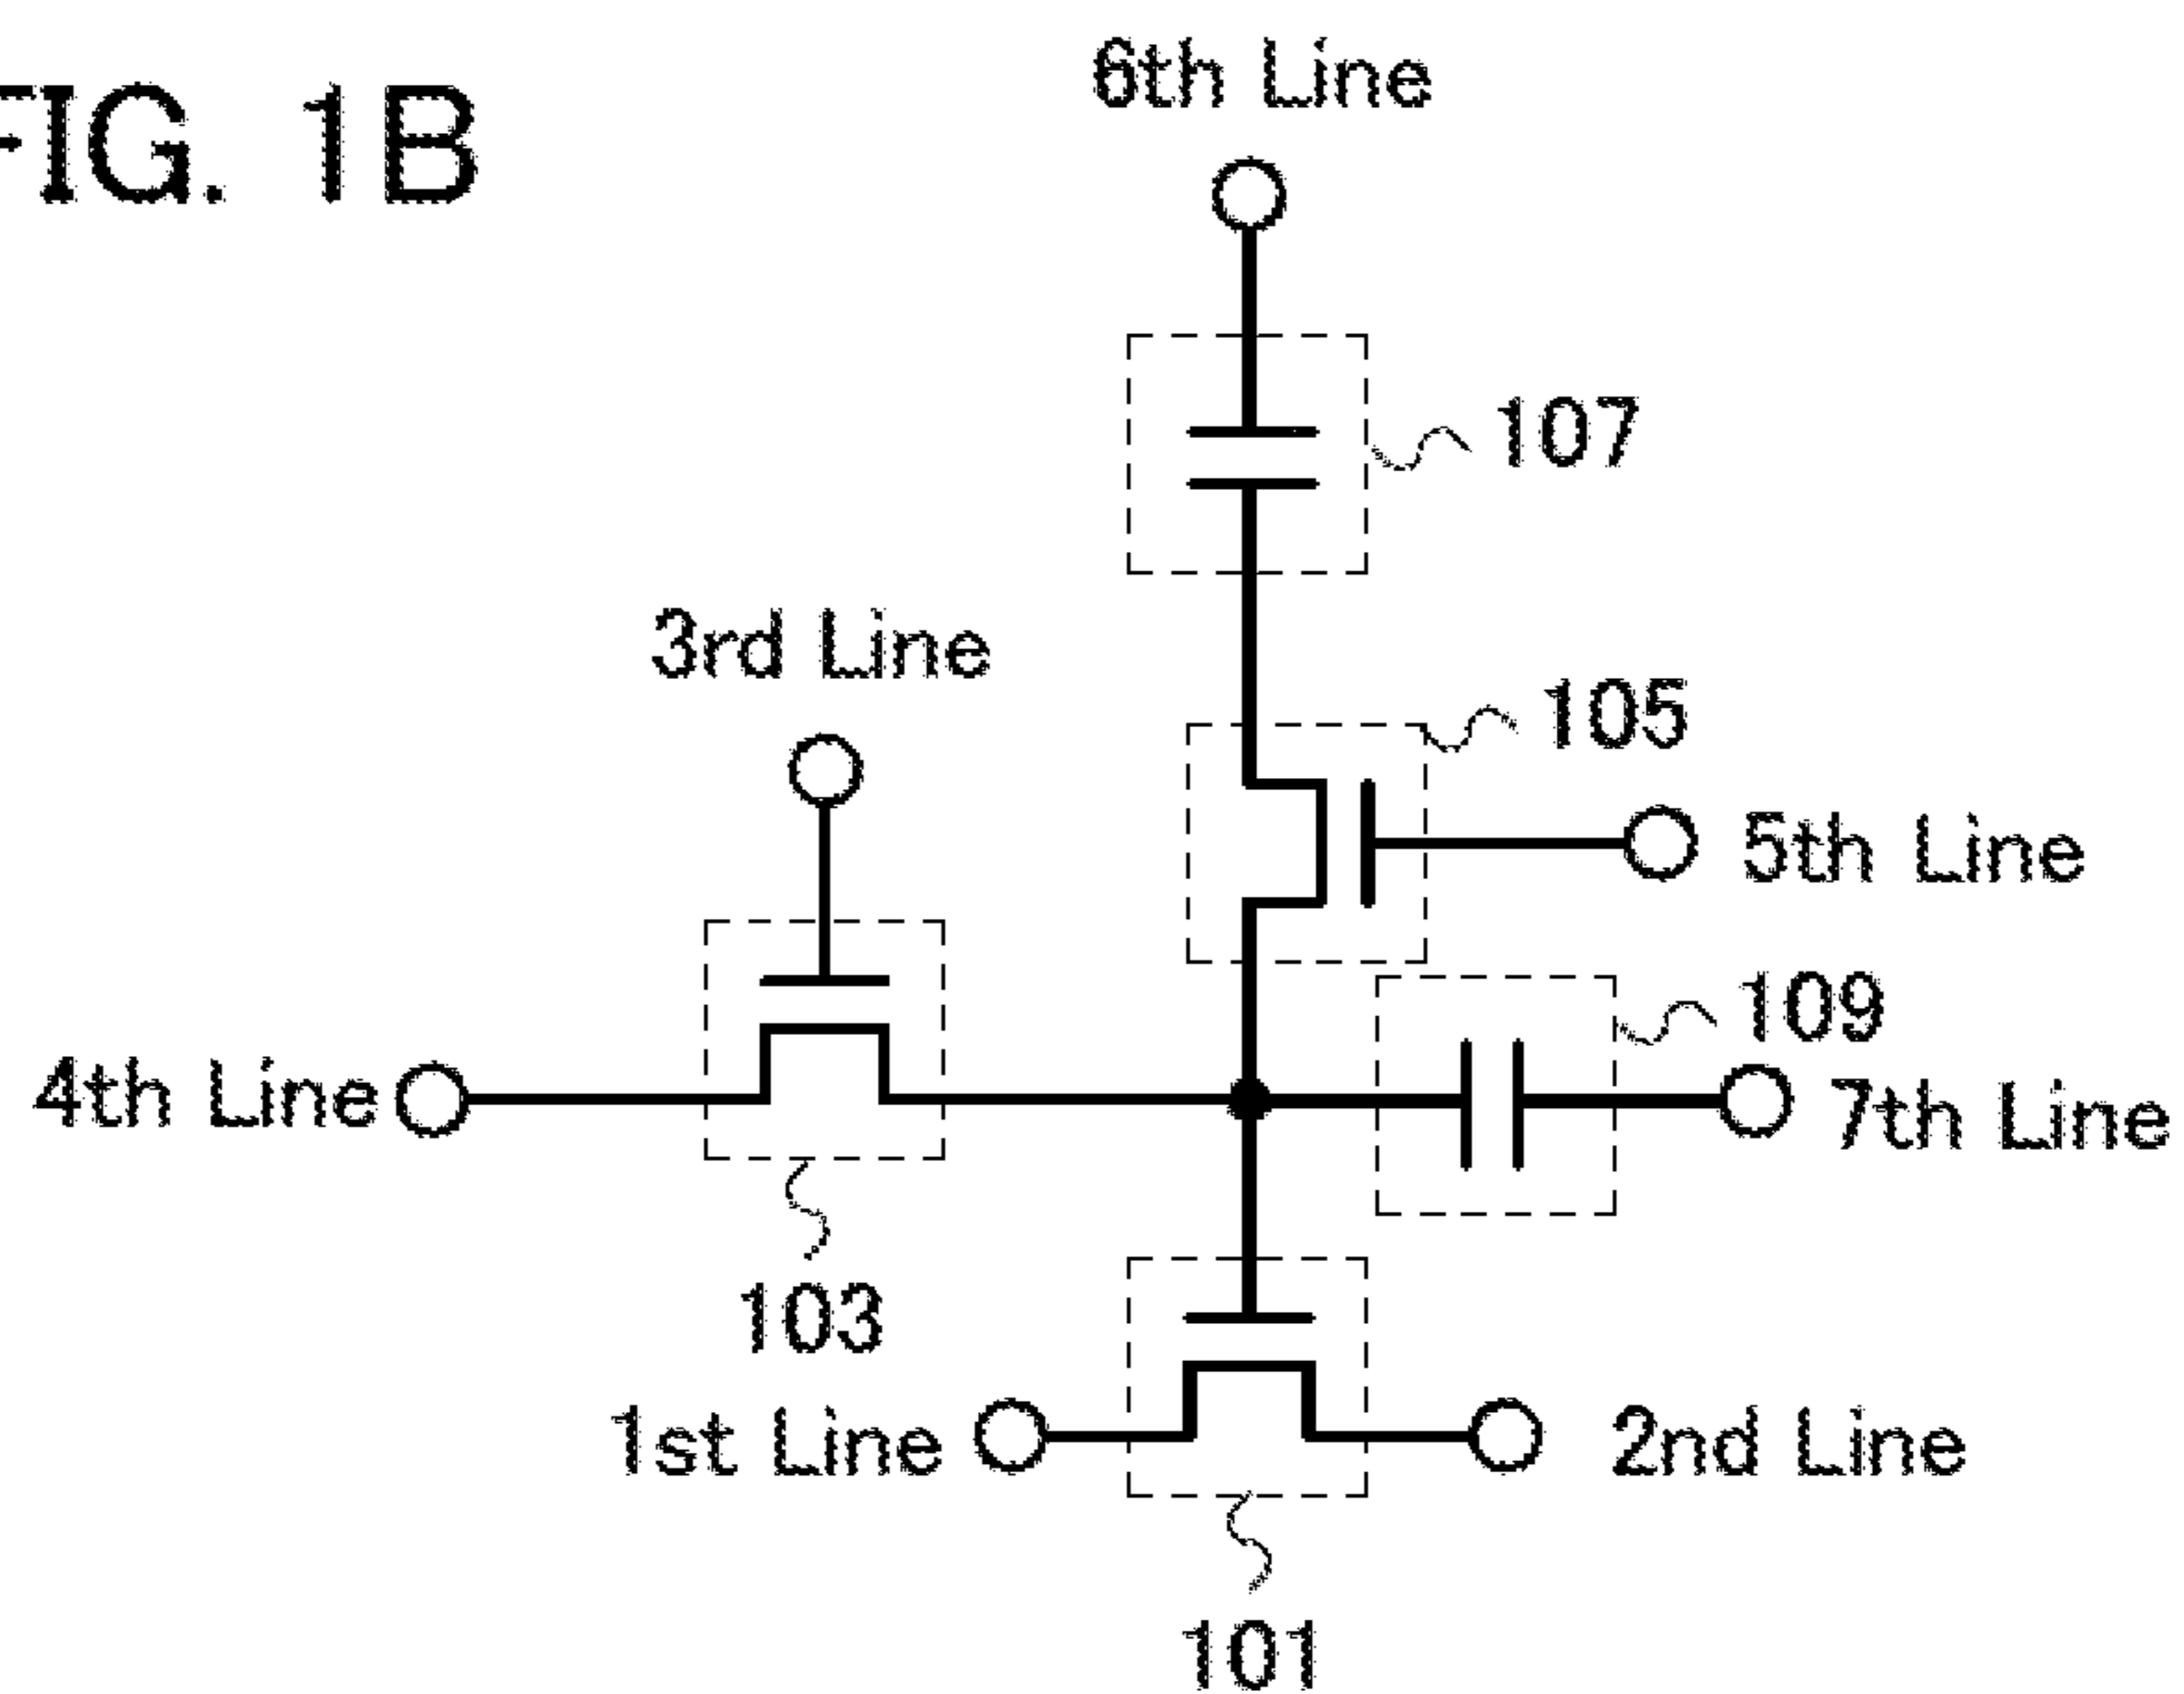 FIG. 1B
6th Line
107
3rd Line
105
5th Line
109
4th Line
7th Line
103
1st Line
2nd Line
101